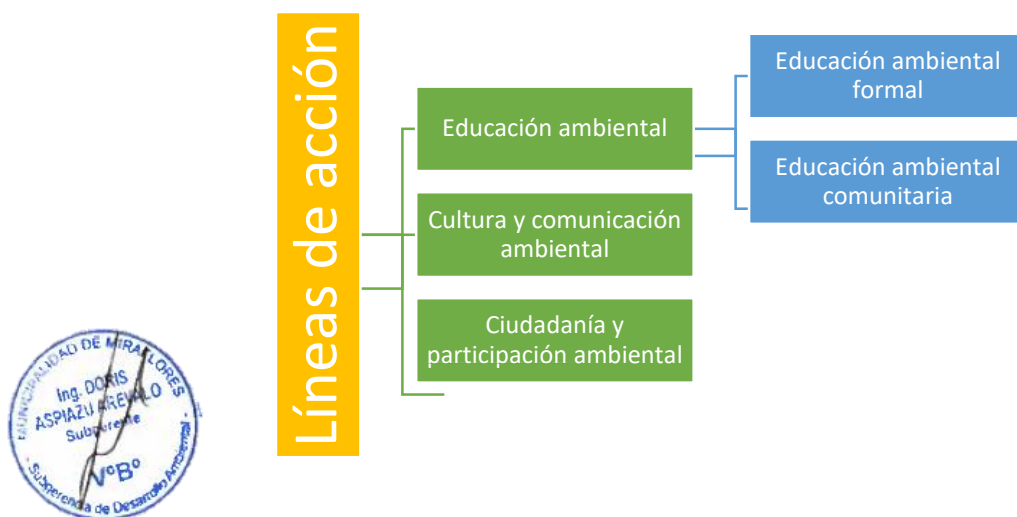 Líneas de acción
Educación ambiental
Educación ambiental
formal
Educación ambiental
comunitaria
Cultura y comunicación
ambiental
Ciudadanía y
participación ambiental
MUNICIPALIDAD DE MIRAFLORES
Ing. DORIS
ASPIAZU AREVALO
Subgerente
V°B°
Subgerencia de Desarrollo Ambiental